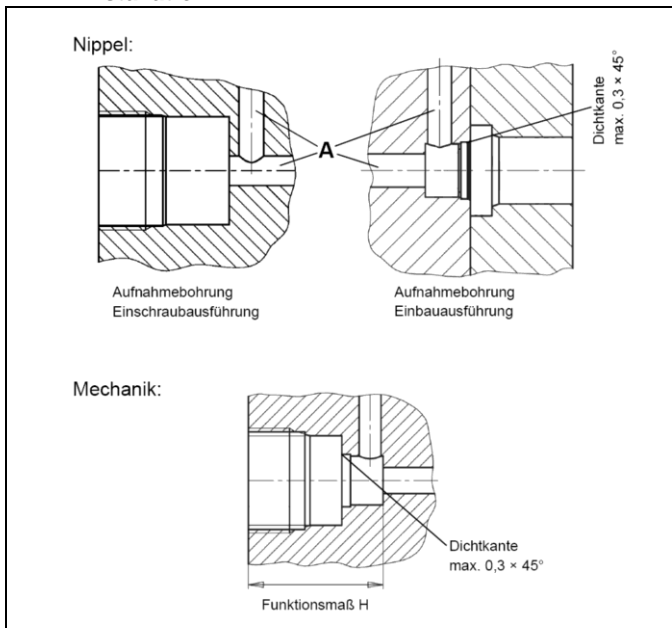 Nippel:
A
Dichtkante
max. 0,3 × 45°
Aufnahmebohrung
Einschraubausführung
Aufnahmebohrung
Einbauausführung
Mechanik:
Dichtkante
max. 0,3 × 45°
Funktionsmaß H